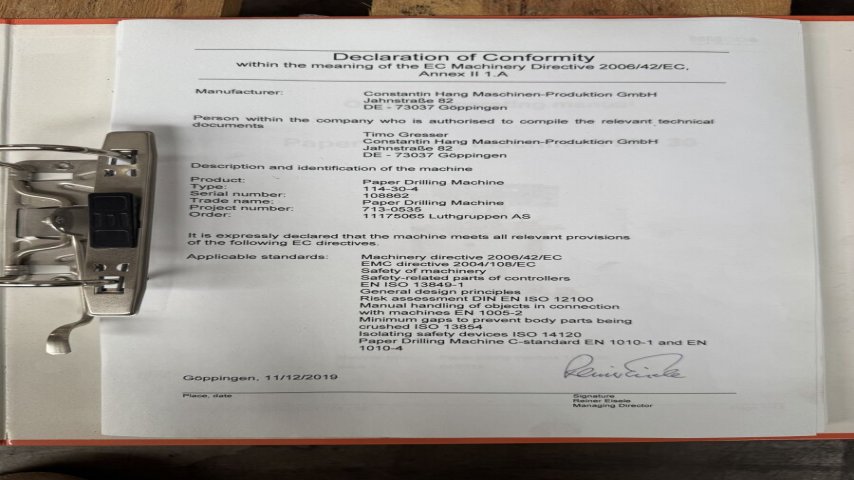 Declaration of Conformity
within the meaning of the EC Machinery Directive 2006/42/EC,
Annex II 1.A
Manufacturer: Constantin Hang Maschinen-Produktion GmbH
Jahnstraße 82
DE - 73037 Göppingen
Person within the company who is authorised to compile the relevant technical
documents
Timo Gresser
Constantin Hang Maschinen-Produktion GmbH
Jahnstraße 82
DE - 73037 Göppingen
Description and identification of the machine
Product: Paper Drilling Machine
Type: 114-30-4
Serial number: 108862
Trade name: Paper Drilling Machine
Project number: 713-0535
Order: 11175065 Luthgruppen AS
It is expressly declared that the machine meets all relevant provisions
of the following EC directives.
Applicable standards: Machinery directive 2006/42/EC
EMC directive 2004/108/EC
Safety of machinery
Safety-related parts of controllers
EN ISO 13849-1
General design principles
Risk assessment DIN EN ISO 12100
Manual handling of objects in connection
with machines EN 1005-2
Minimum gaps to prevent body parts being
crushed ISO 13854
Isolating safety devices ISO 14120
Paper Drilling Machine C-standard EN 1010-1 and EN
1010-4
Göppingen, 11/12/2019
Reiner Eisele
Place, date
Signature
Reiner Eisele
Managing Director